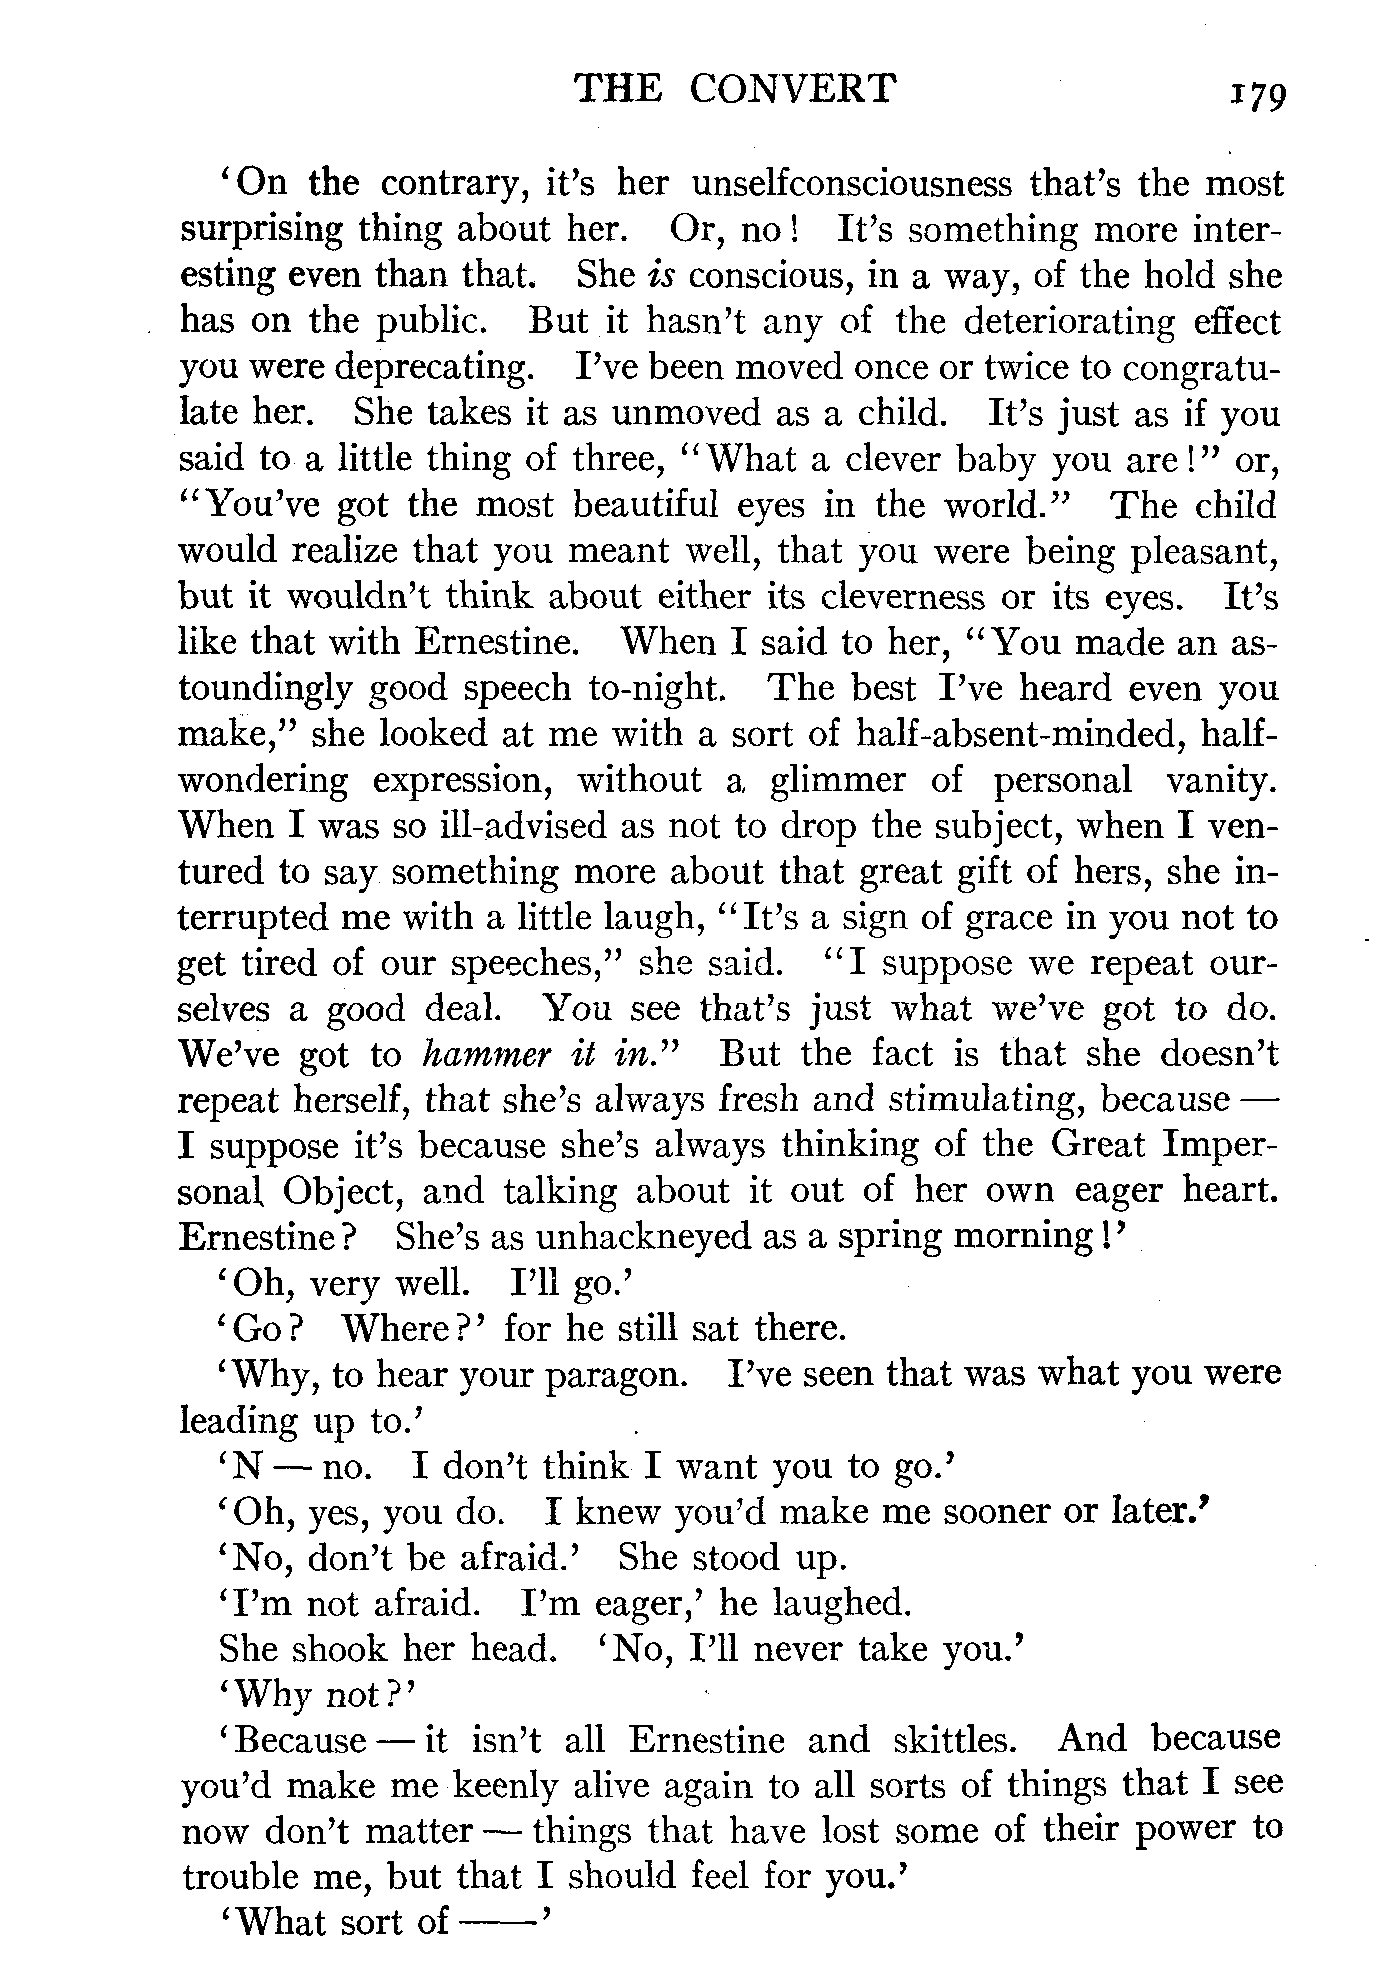 THE CONVERT 179
‘On the contrary, it’s her unselfconsciousness that’s the most
surprising thing about her. Or, no! It’s something more inter-
esting even than that. She is conscious, in a way, of the hold she
has on the public. But it hasn’t any of the deteriorating effect
you were deprecating. I’ve been moved once or twice to congratu-
late her. She takes it as unmoved as a child. It’s just as if you
said to a little thing of three, “What a clever baby you are!” or,
“You’ve got the most beautiful eyes in the world.” The child
would realize that you meant well, that you were being pleasant,
but it wouldn’t think about either its cleverness or its eyes. It’s
like that with Ernestine. When I said to her, “You made an as-
toundingly good speech to-night. The best I’ve heard even you
make,” she looked at me with a sort of half-absent-minded, half-
wondering expression, without a glimmer of personal vanity.
When I was so ill-advised as not to drop the subject, when I ven-
tured to say something more about that great gift of hers, she in-
terrupted me with a little laugh, “It’s a sign of grace in you not to
get tired of our speeches,” she said. “I suppose we repeat our-
selves a good deal. You see that’s just what we’ve got to do.
We’ve got to hammer it in.” But the fact is that she doesn’t
repeat herself, that she’s always fresh and stimulating, because —
I suppose it’s because she’s always thinking of the Great Imper-
sonal Object, and talking about it out of her own eager heart.
Ernestine? She’s as unhackneyed as a spring morning!’
‘Oh, very well. I’ll go.’
‘Go? Where?’ for he still sat there.
‘Why, to hear your paragon. I’ve seen that was what you were
leading up to.’
‘N — no. I don’t think I want you to go.’
‘Oh, yes, you do. I knew you’d make me sooner or later.’
‘No, don’t be afraid.’ She stood up.
‘I’m not afraid. I’m eager,’ he laughed.
She shook her head. ‘No, I’ll never take you.’
‘Why not?’
‘Because — it isn’t all Ernestine and skittles. And because
you’d make me keenly alive again to all sorts of things that I see
now don’t matter — things that have lost some of their power to
trouble me, but that I should feel for you.’
‘What sort of ——’